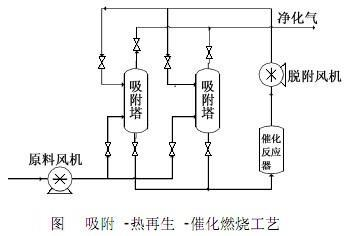 净化气
脱附风机
吸附塔
吸附塔
催化
反应
器
原料风机
图 吸附 -热再生 -催化燃烧工艺